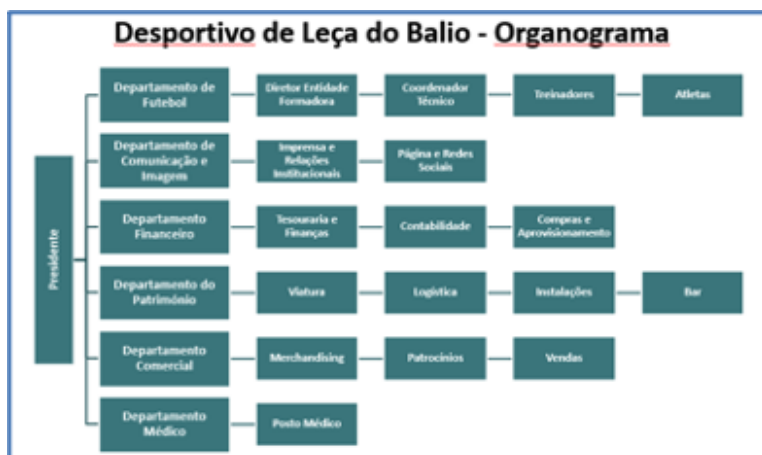 Desportivo de Leça do Balio - Organograma
Presidente
Departamento de
Futebol
Diretor Entidade
Formadora
Coordenador
Técnico
Treinadores
Atletas
Departamento de
Comunicação e
Imagem
Imprensa e
Relações
Institucionais
Página e Redes
Sociais
Departamento
Financeiro
Tesouraria e
Finanças
Contabilidade
Compras e
Aprovisionamento
Departamento do
Património
Viatura
Logística
Instalações
Bar
Departamento
Comercial
Merchandising
Patrocínios
Vendas
Departamento
Médico
Posto Médico